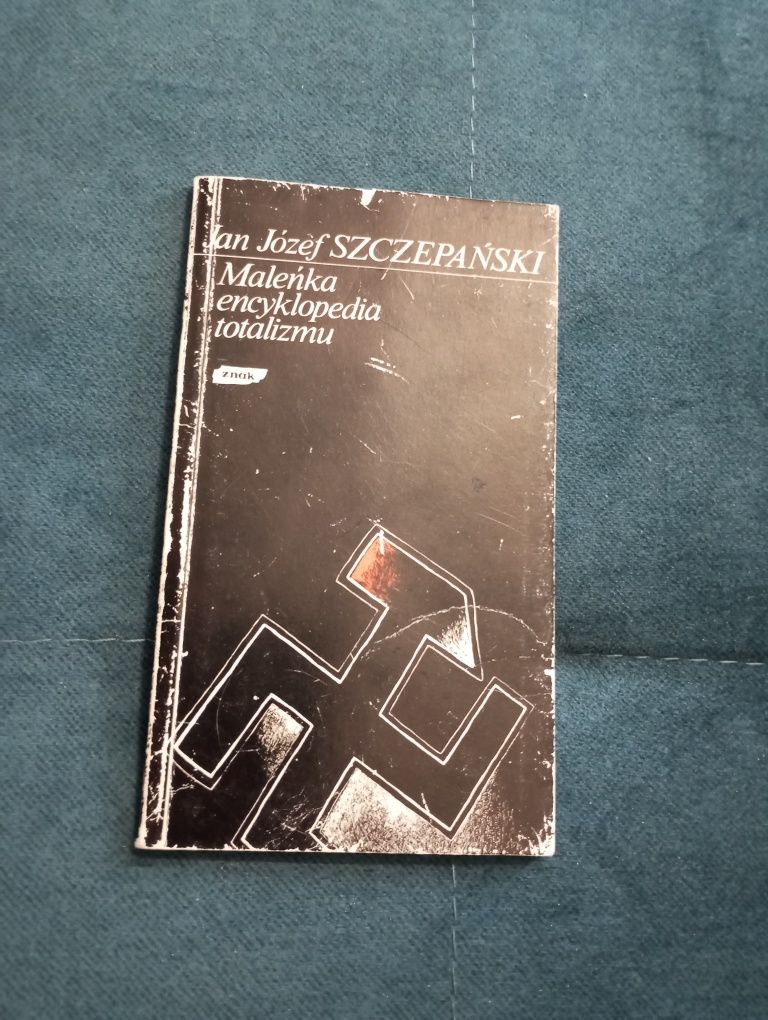 Jan Józef SZCZEPAŃSKI
Maleńka
encyklopedia
totalizmu
znak